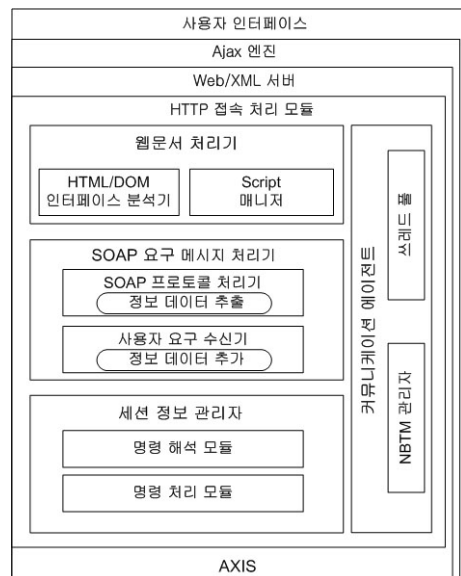 사용자 인터페이스
Ajax 엔진
Web/XML 서버
HTTP 접속 처리 모듈
웹문서 처리기
HTML/DOM
인터페이스 분석기
Script
매니저
SOAP 요구 메시지 처리기
SOAP 프로토콜 처리기
정보 데이터 추출
사용자 요구 수신기
정보 데이터 추가
세션 정보 관리자
명령 해석 모듈
명령 처리 모듈
커뮤니케이션 에이전트
쓰레드 풀
NBTM 관리자
AXIS